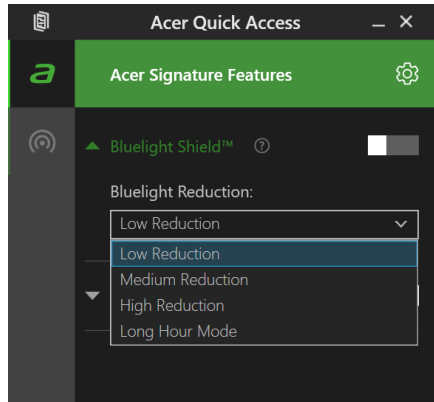 Acer Quick Access
a
Acer Signature Features
Bluelight Shield™ ?
Bluelight Reduction:
Low Reduction
Low Reduction
Medium Reduction
High Reduction
Long Hour Mode